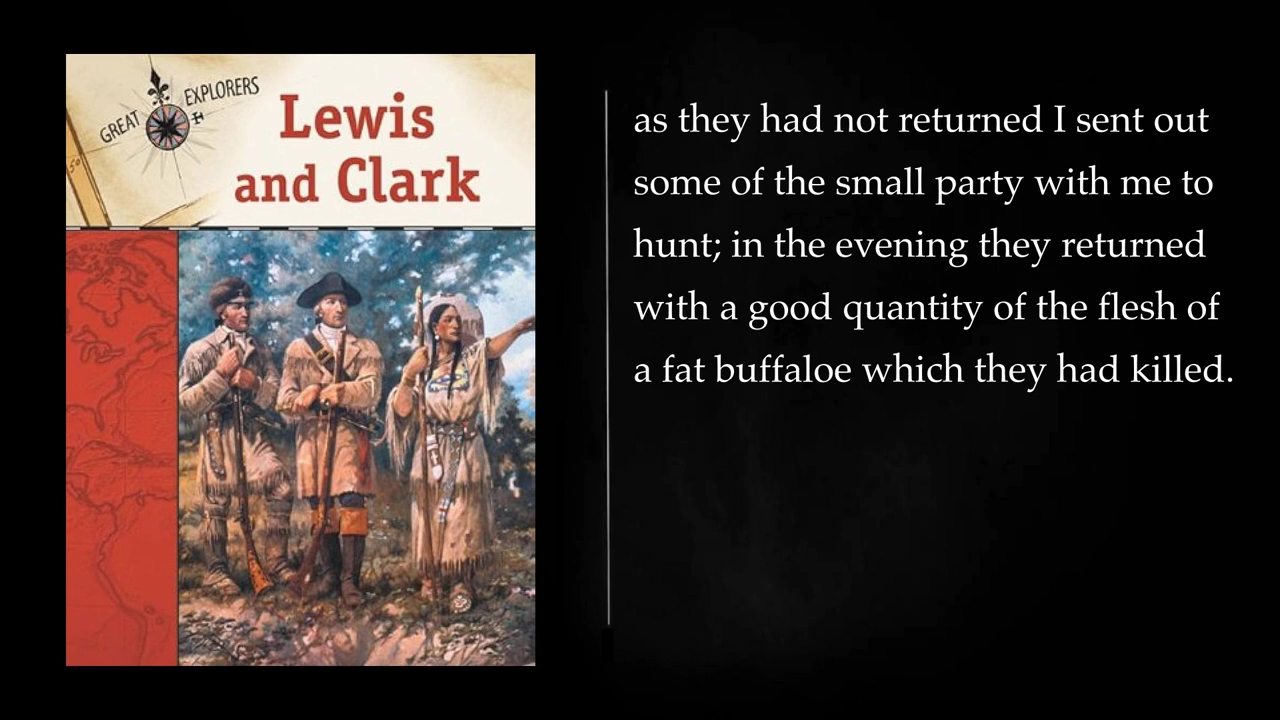 GREAT EXPLORERS
Lewis
and Clark
50
as they had not returned I sent out
some of the small party with me to
hunt; in the evening they returned
with a good quantity of the flesh of
a fat buffaloe which they had killed.